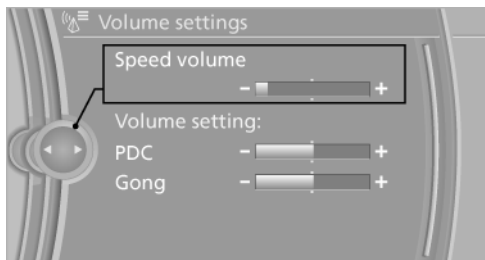 Volume settings
Speed volume
- +
Volume setting:
PDC - +
Gong - +